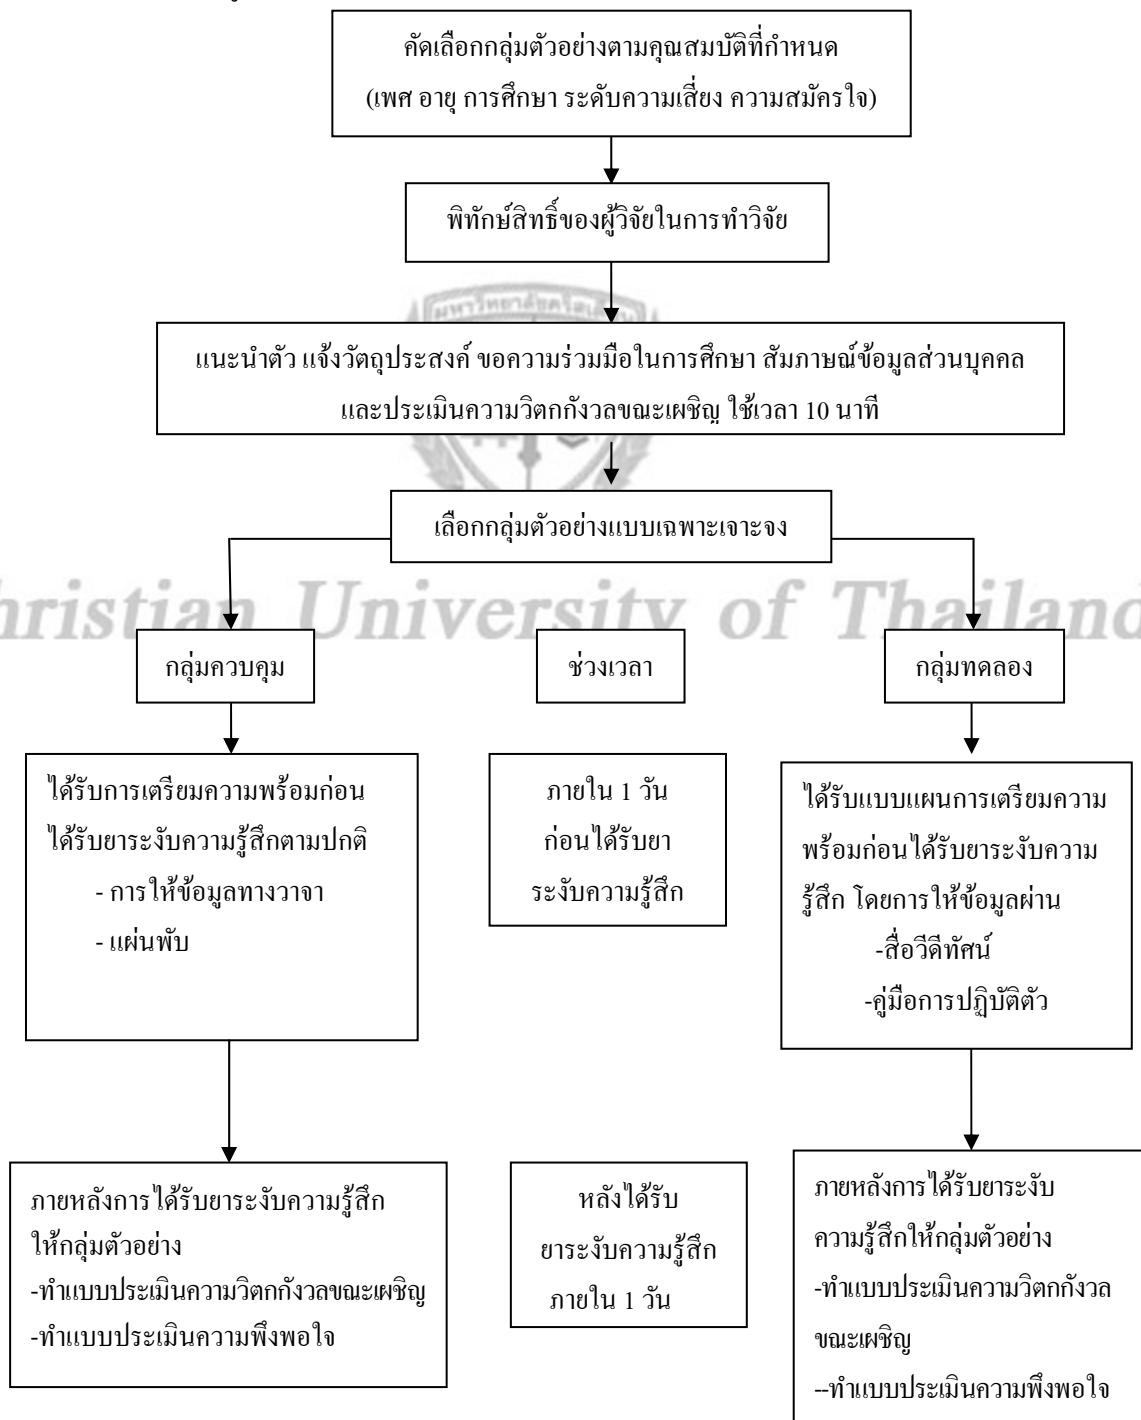 คัดเลือกกลุ่มตัวอย่างตามคุณสมบัติที่กำหนด
(เพศ อายุ การศึกษา ระดับความเสี่ยง ความสมัครใจ)
พิทักษ์สิทธิ์ของผู้วิจัยในการทำวิจัย
มหาวิทยาลัยคริสเตียน
แนะนำตัว แจ้งวัตถุประสงค์ ขอความร่วมมือในการศึกษา สัมภาษณ์ข้อมูลส่วนบุคคล
และประเมินความวิตกกังวลขณะเผชิญ ใช้เวลา 10 นาที
เลือกกลุ่มตัวอย่างแบบเฉพาะเจาะจง
hristian University of Thailand
กลุ่มควบคุม
ช่วงเวลา
กลุ่มทดลอง
ได้รับการเตรียมความพร้อมก่อน
ได้รับยาระงับความรู้สึกตามปกติ
- การให้ข้อมูลทางวาจา
- แผ่นพับ
ภายใน 1 วัน
ก่อนได้รับยา
ระงับความรู้สึก
ได้รับแบบแผนการเตรียมความ
พร้อมก่อนได้รับยาระงับความ
รู้สึก โดยการให้ข้อมูลผ่าน
-สื่อวีดีทัศน์
-คู่มือการปฏิบัติตัว
ภายหลังการได้รับยาระงับความรู้สึก
ให้กลุ่มตัวอย่าง
-ทำแบบประเมินความวิตกกังวลขณะเผชิญ
-ทำแบบประเมินความพึงพอใจ
หลังได้รับ
ยาระงับความรู้สึก
ภายใน 1 วัน
ภายหลังการได้รับยาระงับ
ความรู้สึกให้กลุ่มตัวอย่าง
-ทำแบบประเมินความวิตกกังวล
ขณะเผชิญ
--ทำแบบประเมินความพึงพอใจ